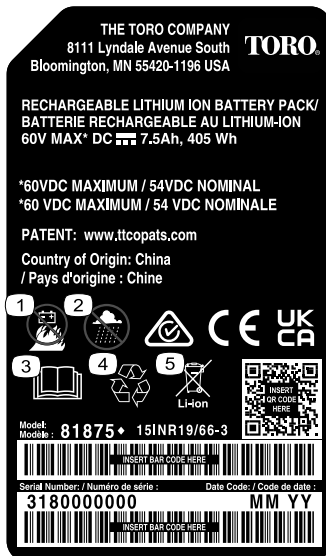 THE TORO COMPANY
8111 Lyndale Avenue South
Bloomington, MN 55420-1196 USA
TORO.
RECHARGEABLE LITHIUM ION BATTERY PACK/
BATTERIE RECHARGEABLE AU LITHIUM-ION
60V MAX* DC 7.5Ah, 405 Wh
*60VDC MAXIMUM / 54VDC NOMINAL
*60 VDC MAXIMUM / 54 VDC NOMINALE
PATENT: www.ttcopats.com
Country of Origin: China
/ Pays d'origine : Chine
1 2
CE UK CA
3 4 5
Li-ion
INSERT
QR CODE
HERE
Model:
Modèle : 81875 15INR19/66-3
INSERT BAR CODE HERE
Serial Number: / Numéro de série : Date Code: / Code de date :
3180000000 MM YY
INSERT BAR CODE HERE